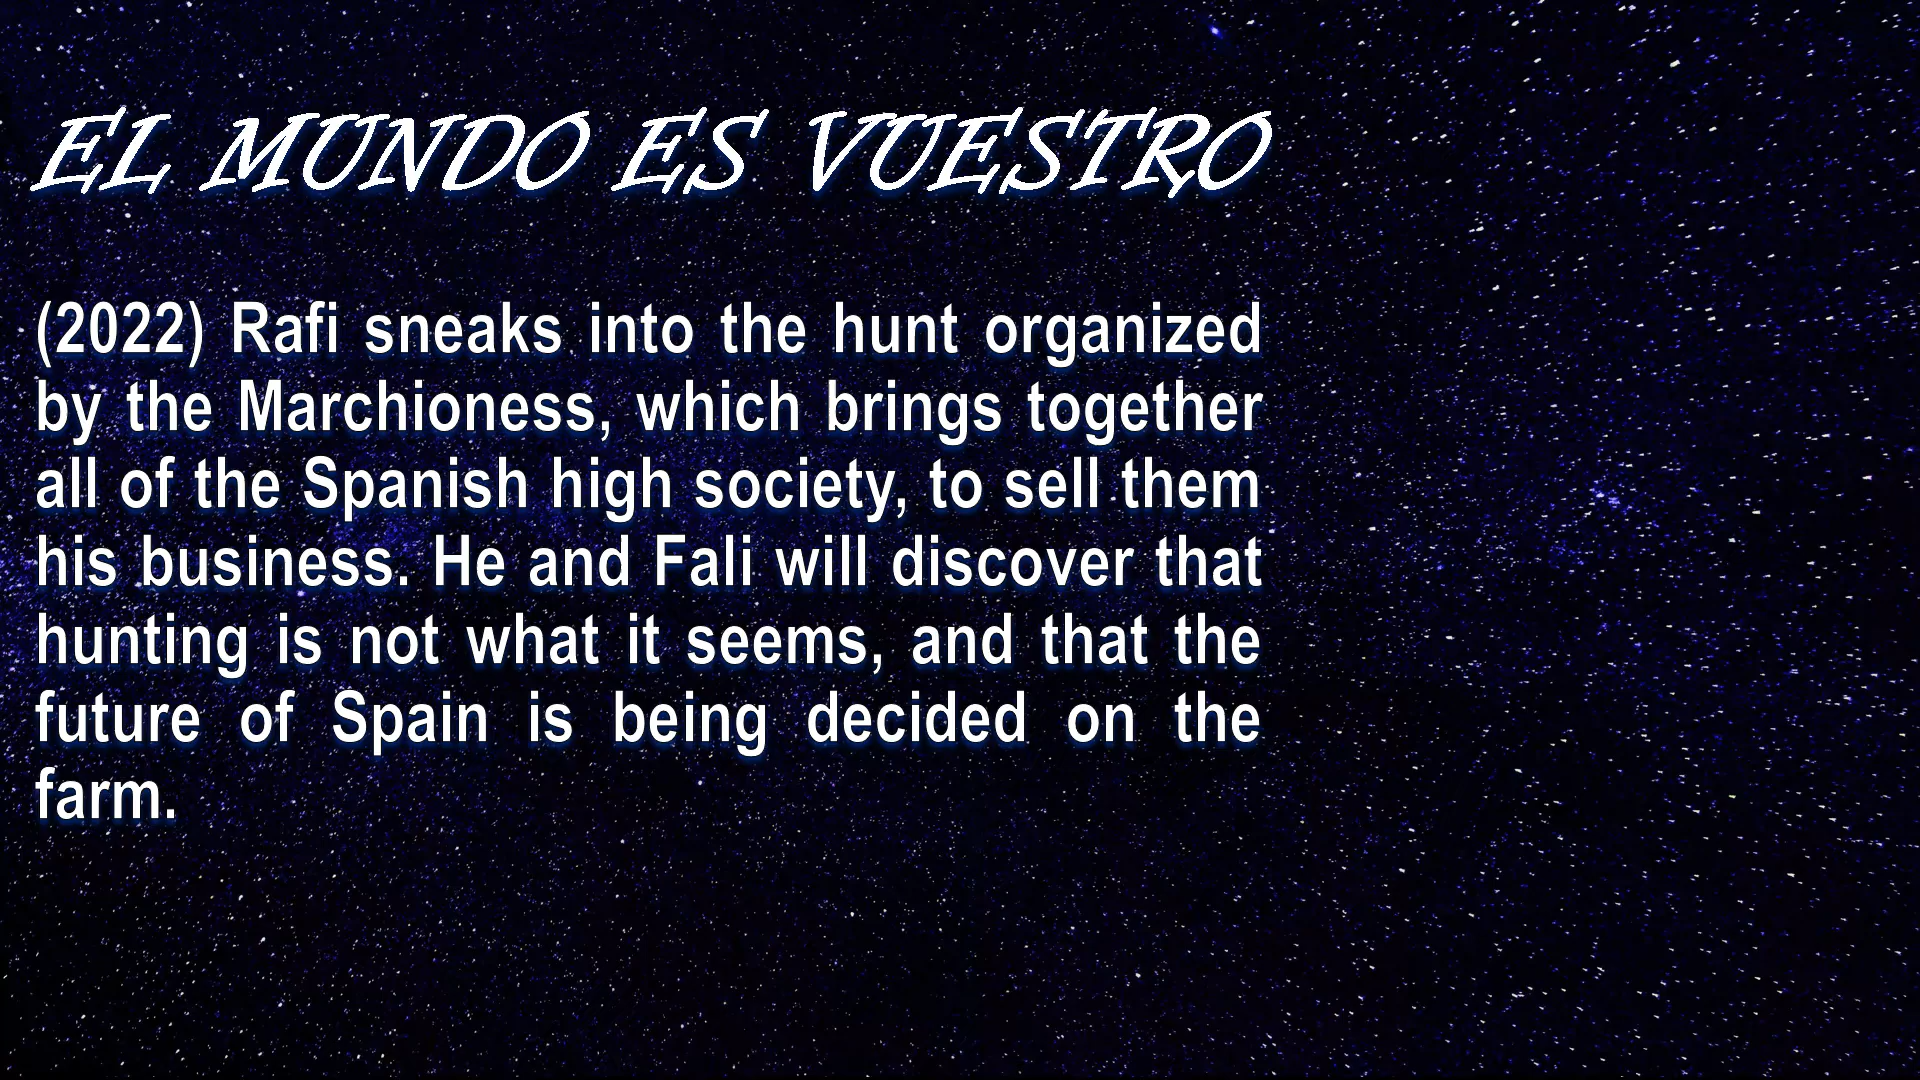 EL MUNDO ES VUESTRO
(2022) Rafi sneaks into the hunt organized
by the Marchioness, which brings together
all of the Spanish high society, to sell them
his business. He and Fali will discover that
hunting is not what it seems, and that the
future of Spain is being decided on the
farm.